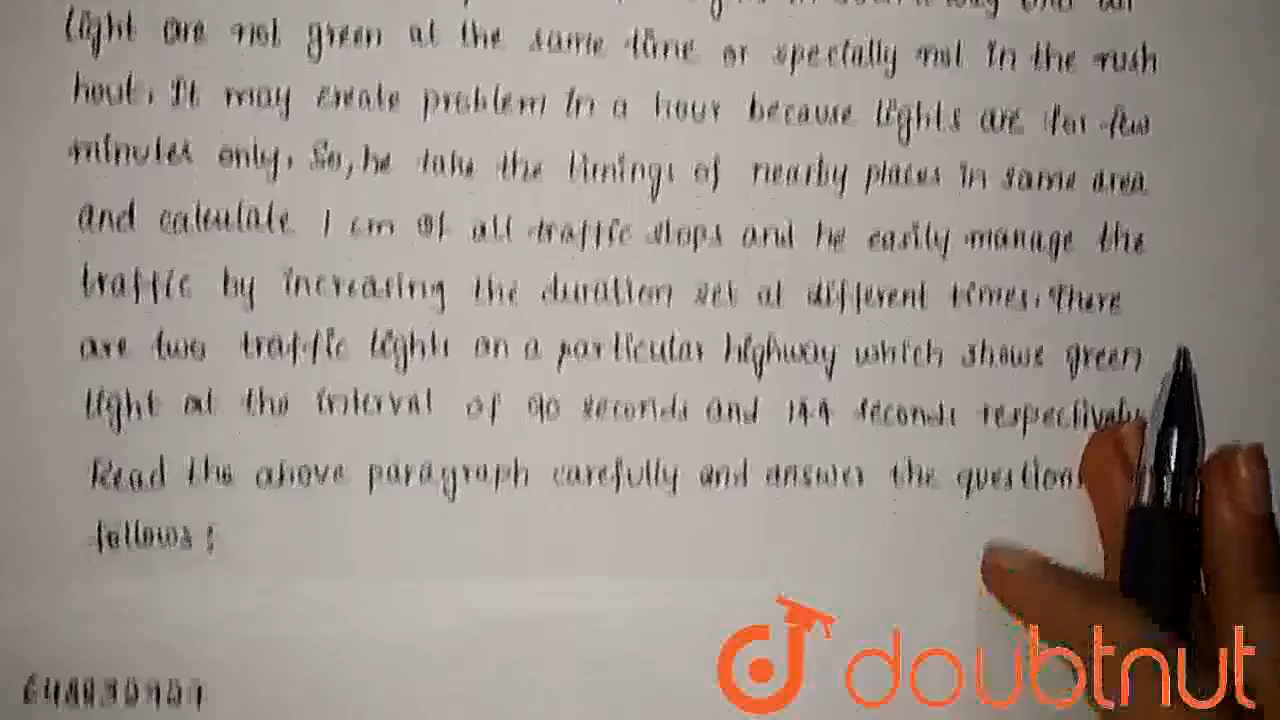 light are not green at the same time or specially not in the rush
hour. It may create problem in a hour because lights are for few
minutes only. So, he take the timings of nearby places in same area
and calculate l cm of all traffic stops and he easily manage the
traffic by increasing the duration set at different times. There
are two traffic lights on a particular highway which shows green
light at the interval of 90 seconds and 144 seconds respectively
Read the above paragraph carefully and answer the question
follows :
doubtnut